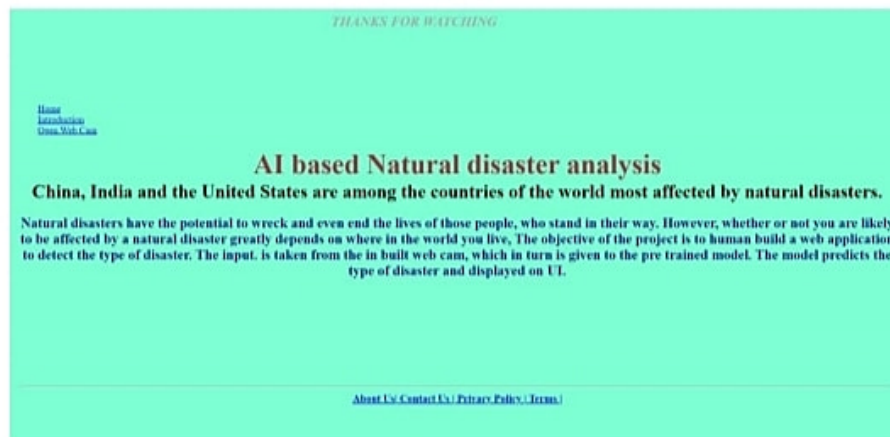 THANKS FOR WATCHING
Home
Introduction
Open Web Cam
AI based Natural disaster analysis
China, India and the United States are among the countries of the world most affected by natural disasters.
Natural disasters have the potential to wreck and even end the lives of those people, who stand in their way. However, whether or not you are likely
to be affected by a natural disaster greatly depends on where in the world you live, The objective of the project is to human build a web application
to detect the type of disaster. The input. is taken from the in built web cam, which in turn is given to the pre trained model. The model predicts the
type of disaster and displayed on UI.
About Us| Contact Us | Privacy Policy | Terms |